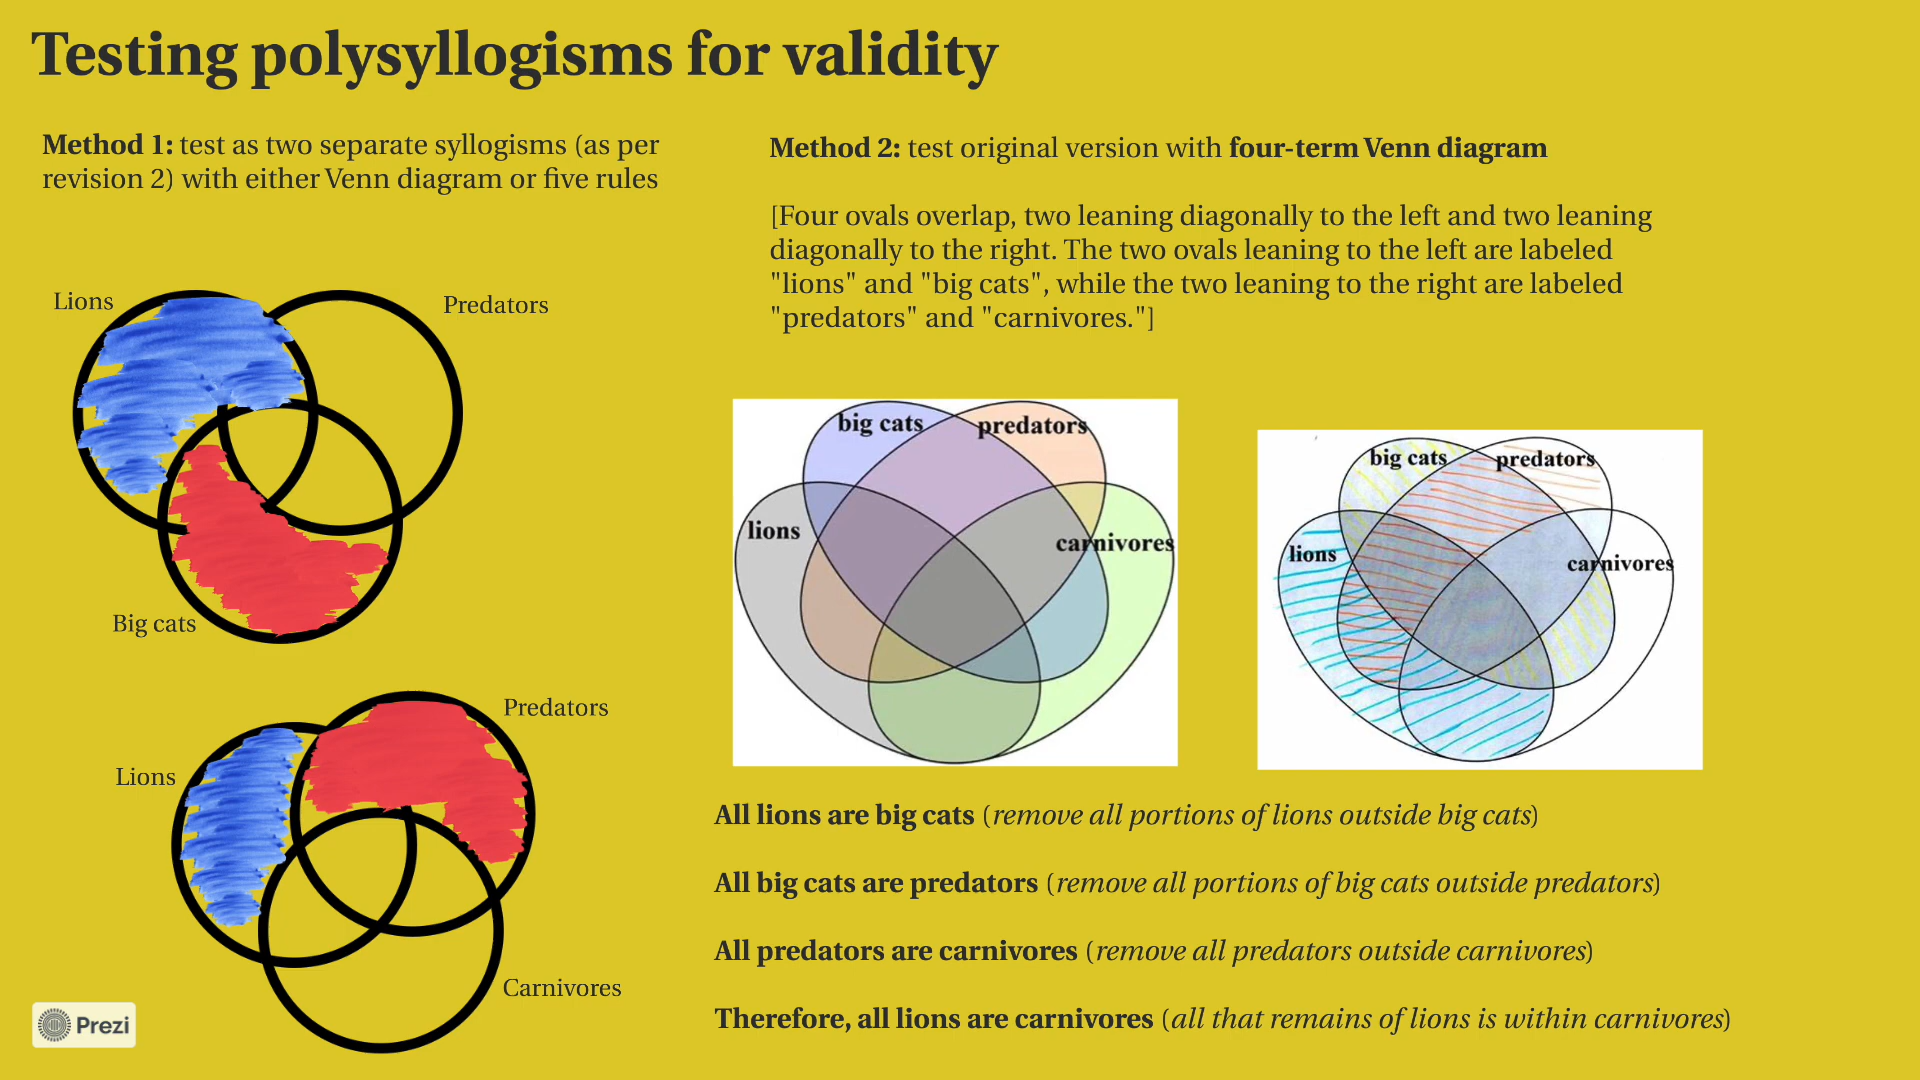 Testing polysyllogisms for validity
Method 1: test as two separate syllogisms (as per
revision 2) with either Venn diagram or five rules
Lions
Predators
Big cats
Predators
Lions
Carnivores
Method 2: test original version with four-term Venn diagram
[Four ovals overlap, two leaning diagonally to the left and two leaning
diagonally to the right. The two ovals leaning to the left are labeled
"lions" and "big cats", while the two leaning to the right are labeled
"predators" and "carnivores."]
big cats
predators
lions
carnivores
big cats
predators
lions
carnivores
All lions are big cats (remove all portions of lions outside big cats)
All big cats are predators (remove all portions of big cats outside predators)
All predators are carnivores (remove all predators outside carnivores)
Therefore, all lions are carnivores (all that remains of lions is within carnivores)
Prezi